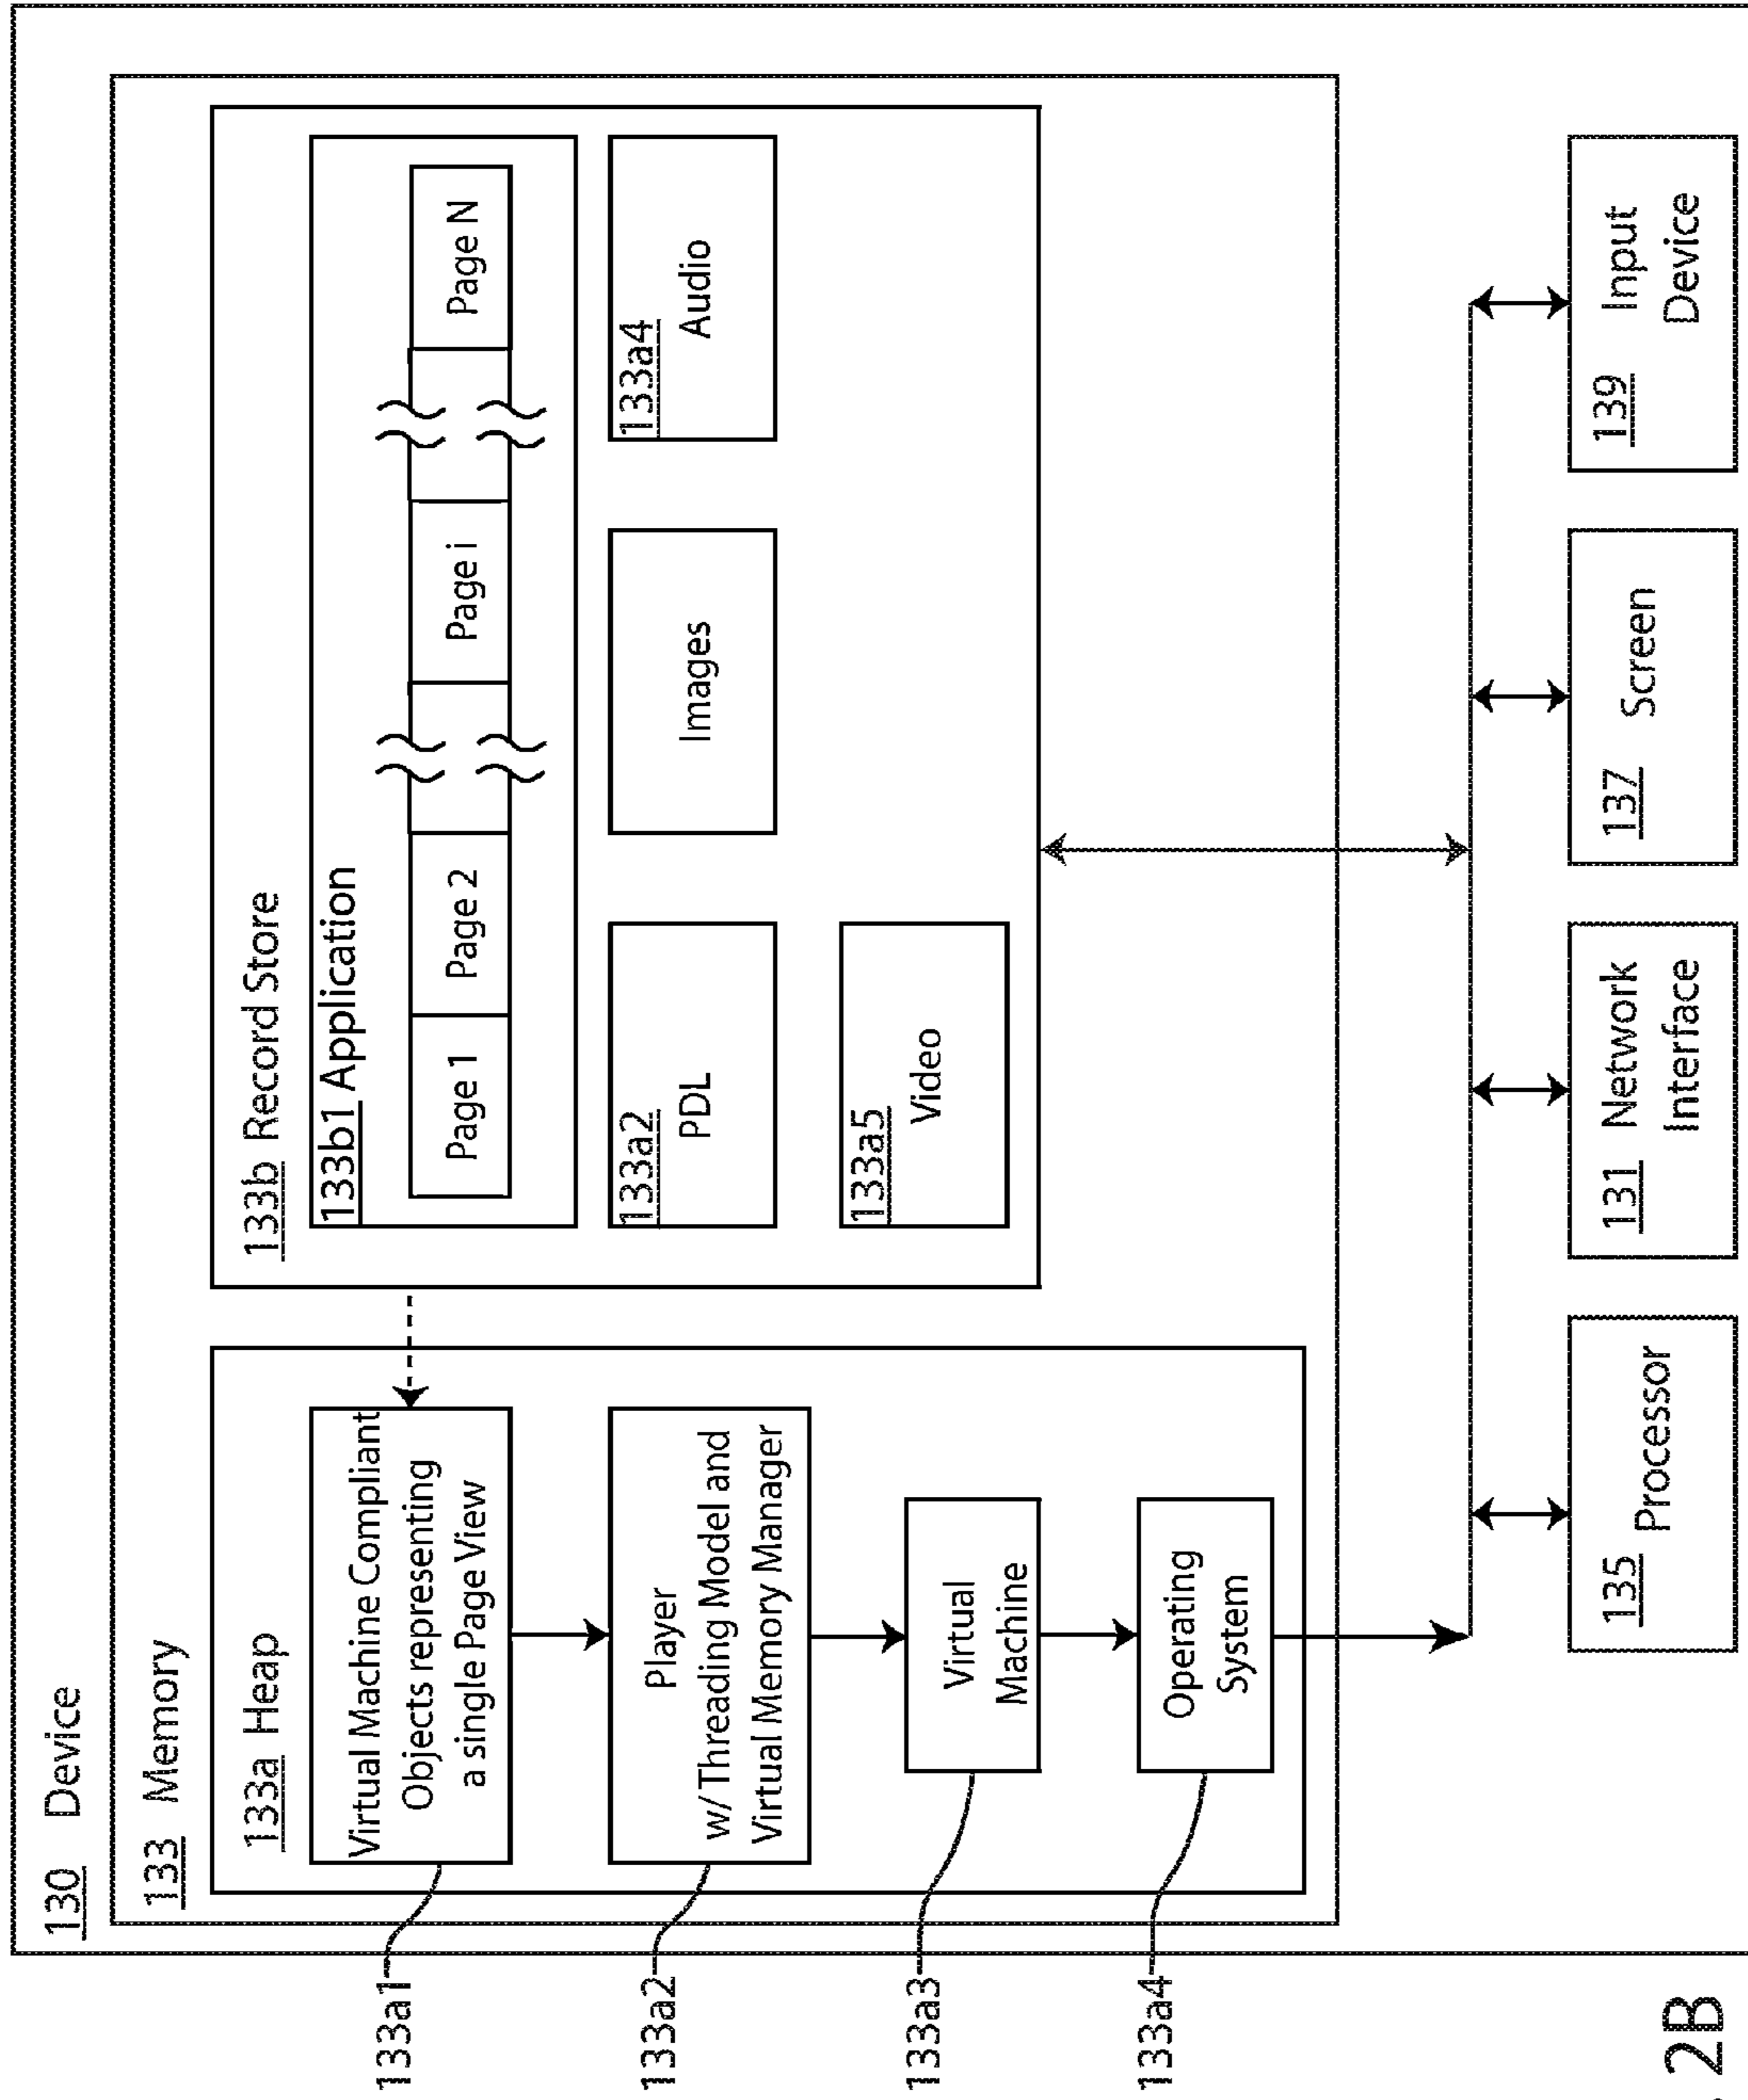 130 Device
133 Memory
133a Heap
Virtual Machine Compliant
Objects representing
a single Page View
Player
w/ Threading Model and
Virtual Memory Manager
Virtual
Machine
Operating
System
133a1
133a2
133a3
133a4
133b Record Store
133b1 Application
Page 1
Page 2
Page i
Page N
133a2
PDL
Images
133a4
Audio
133a5
Video
135 Processor
131 Network
Interface
137 Screen
139 Input
Device
2B